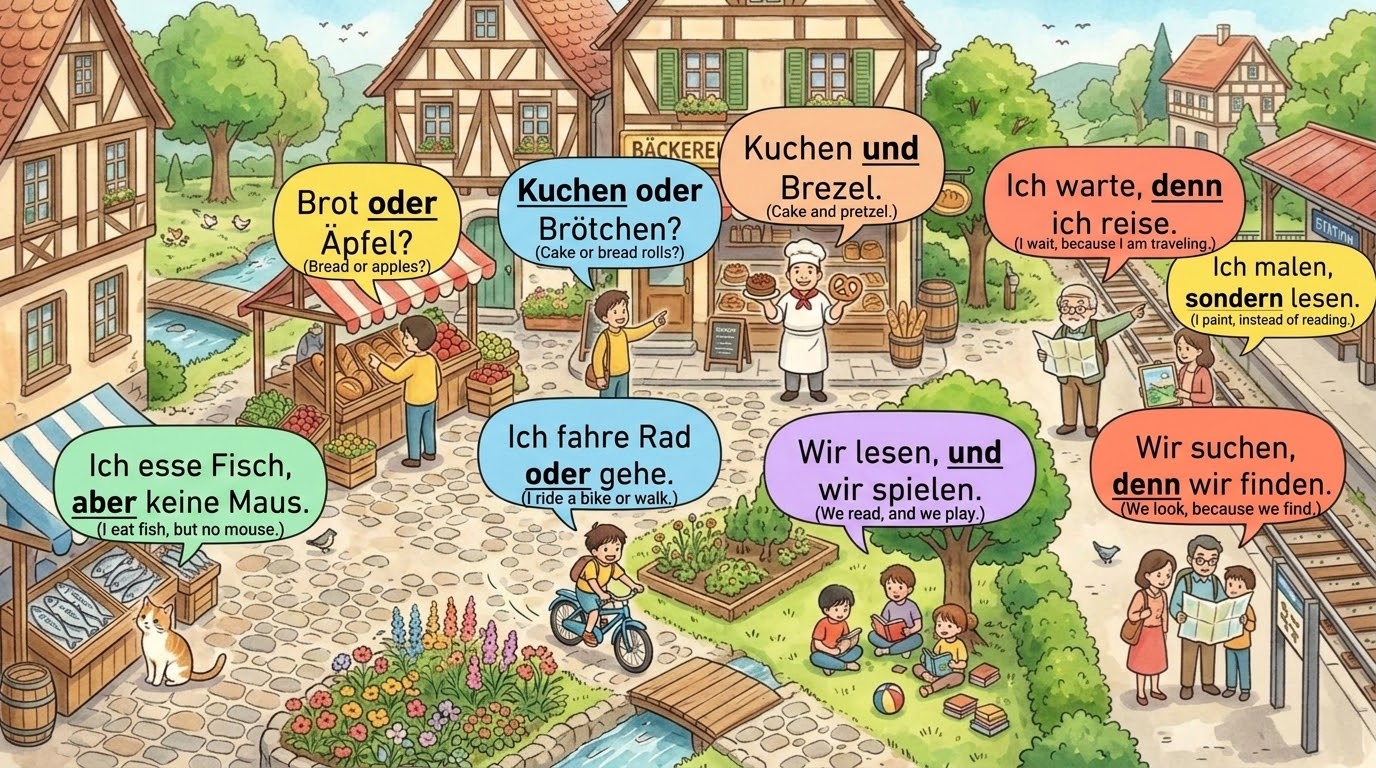 BÄCKEREI
Kuchen und
Brezel.
(Cake and pretzel.)
Brot oder
Äpfel?
(Bread or apples?)
Kuchen oder
Brötchen?
(Cake or bread rolls?)
Ich warte, denn
ich reise.
(I wait, because I am traveling.)
STATION
Ich malen,
sondern lesen.
(I paint, instead of reading.)
Ich esse Fisch,
aber keine Maus.
(I eat fish, but no mouse.)
Ich fahre Rad
oder gehe.
(I ride a bike or walk.)
Wir lesen, und
wir spielen.
(We read, and we play.)
Wir suchen,
denn wir finden.
(We look, because we find.)